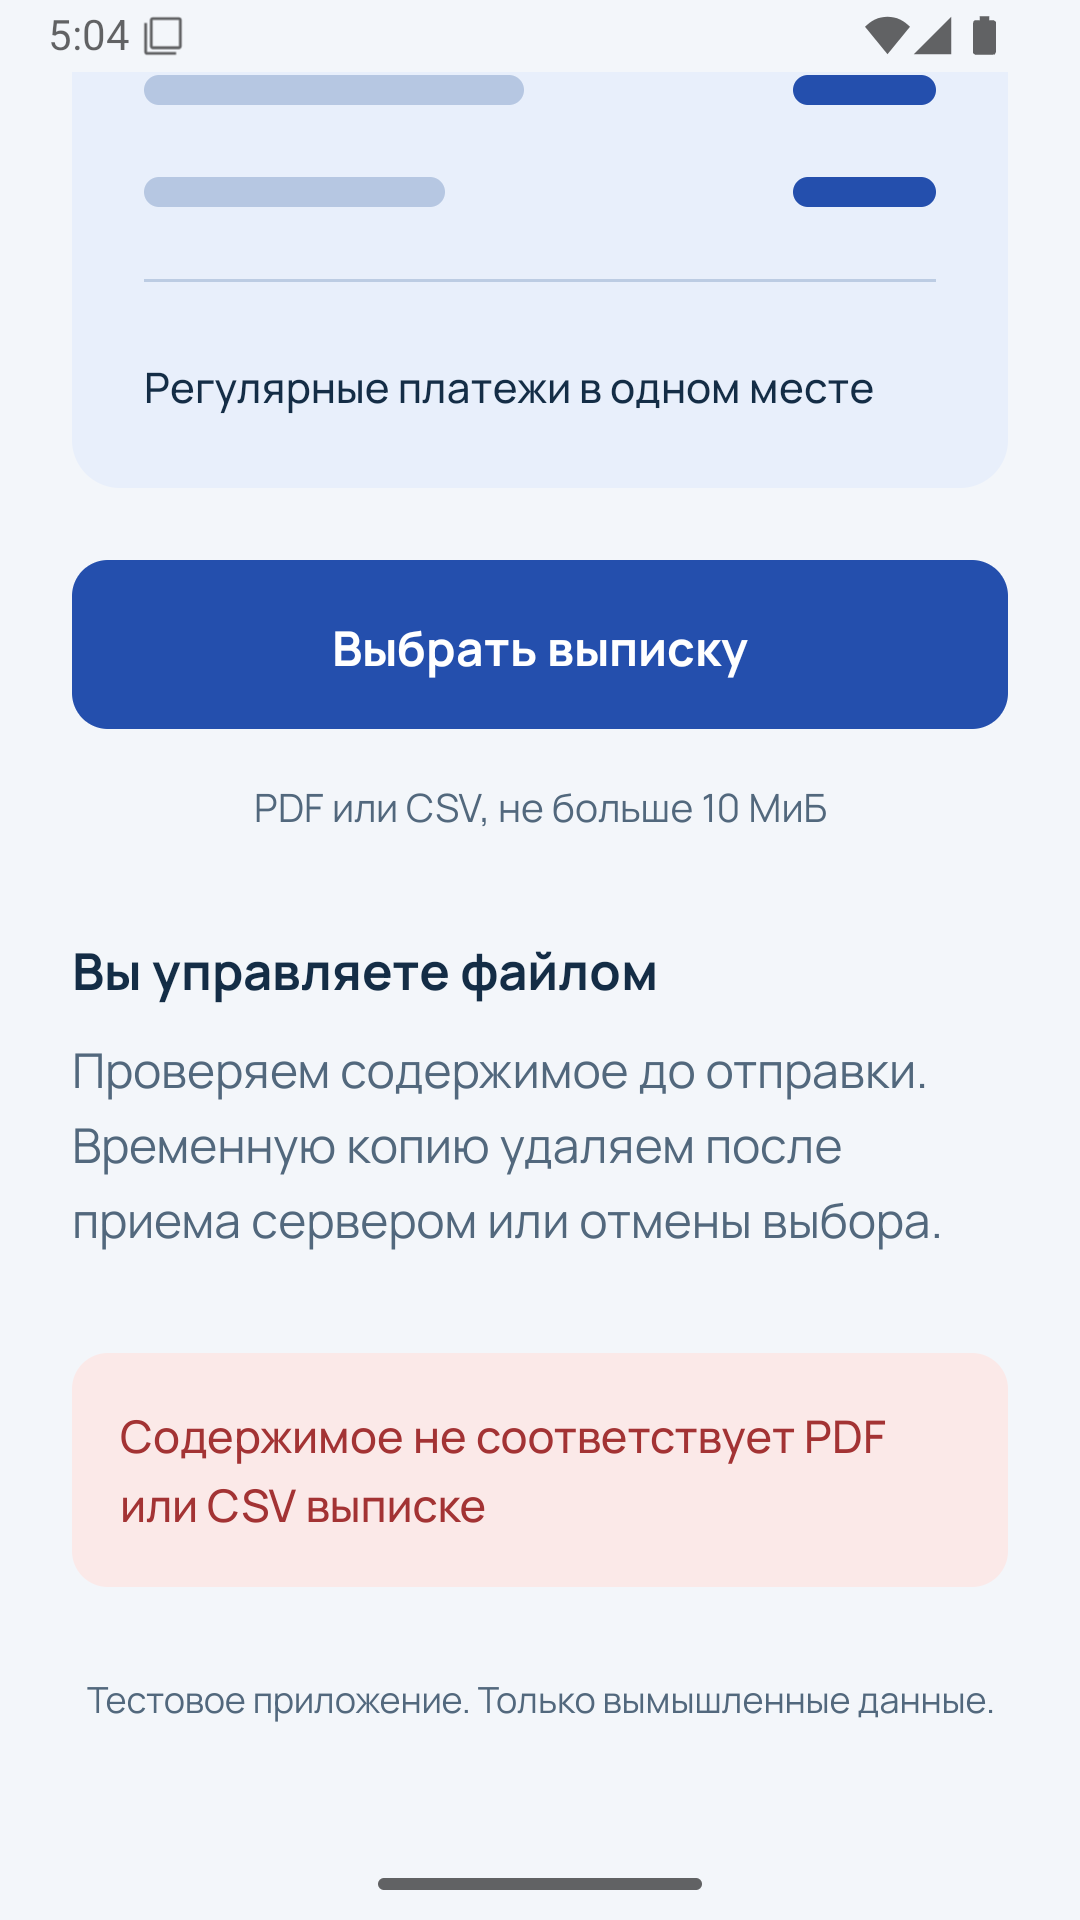 5:04
Регулярные платежи в одном месте
Выбрать выписку
PDF или CSV, не больше 10 МиБ
Вы управляете файлом
Проверяем содержимое до отправки.
Временную копию удаляем после
приема сервером или отмены выбора.
Содержимое не соответствует PDF
или CSV выписке
Тестовое приложение. Только вымышленные данные.